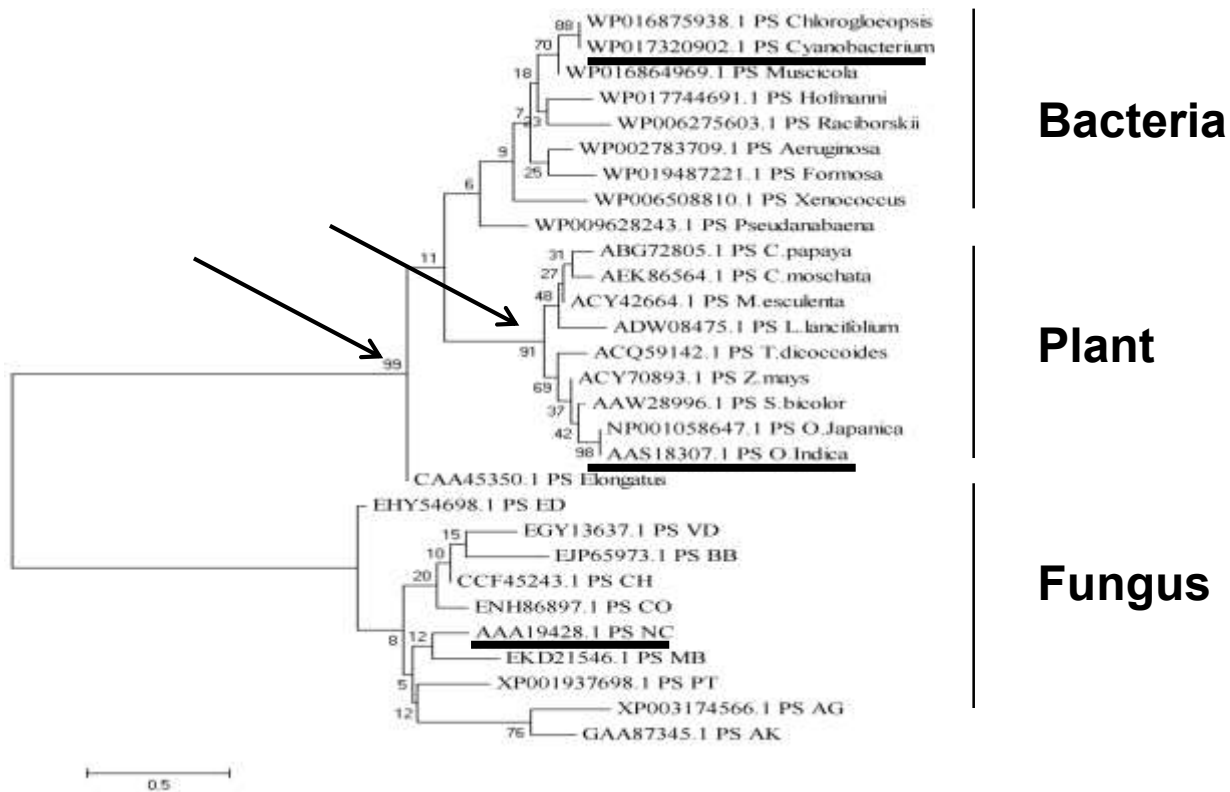 88
WP016875938.1 PS Chlorogloeopsis
WP017320902.1 PS Cyanobacterium
70
WP016864969.1 PS Muscicola
18
WP017744691.1 PS Hofmanni
7
23
WP006275603.1 PS Raciborskii
Bacteria
WP002783709.1 PS Aeruginosa
9
25
WP019487221.1 PS Formosa
6
WP006508810.1 PS Xenococcus
WP009628243.1 PS Pseudanabaena
11
31
ABG72805.1 PS C.papaya
27
AEK86564.1 PS C.moschata
48
ACY42664.1 PS M.esculenta
ADW08475.1 PS L.lancifolium
Plant
91
ACQ59142.1 PS T.dicoccoides
99
69
ACY70893.1 PS Z.mays
37
AAW28996.1 PS S.bicolor
42
NP001058647.1 PS O.Japanica
98
AAS18307.1 PS O.Indica
CAA45350.1 PS Elongatus
EHY54698.1 PS ED
15
EGY13637.1 PS VD
10
EJP65973.1 PS BB
20
CCF45243.1 PS CH
Fungus
ENH86897.1 PS CO
8
12
AAA19428.1 PS NC
EKD21546.1 PS MB
5
XP001937698.1 PS PT
12
XP003174566.1 PS AG
76
GAA87345.1 PS AK
0.5